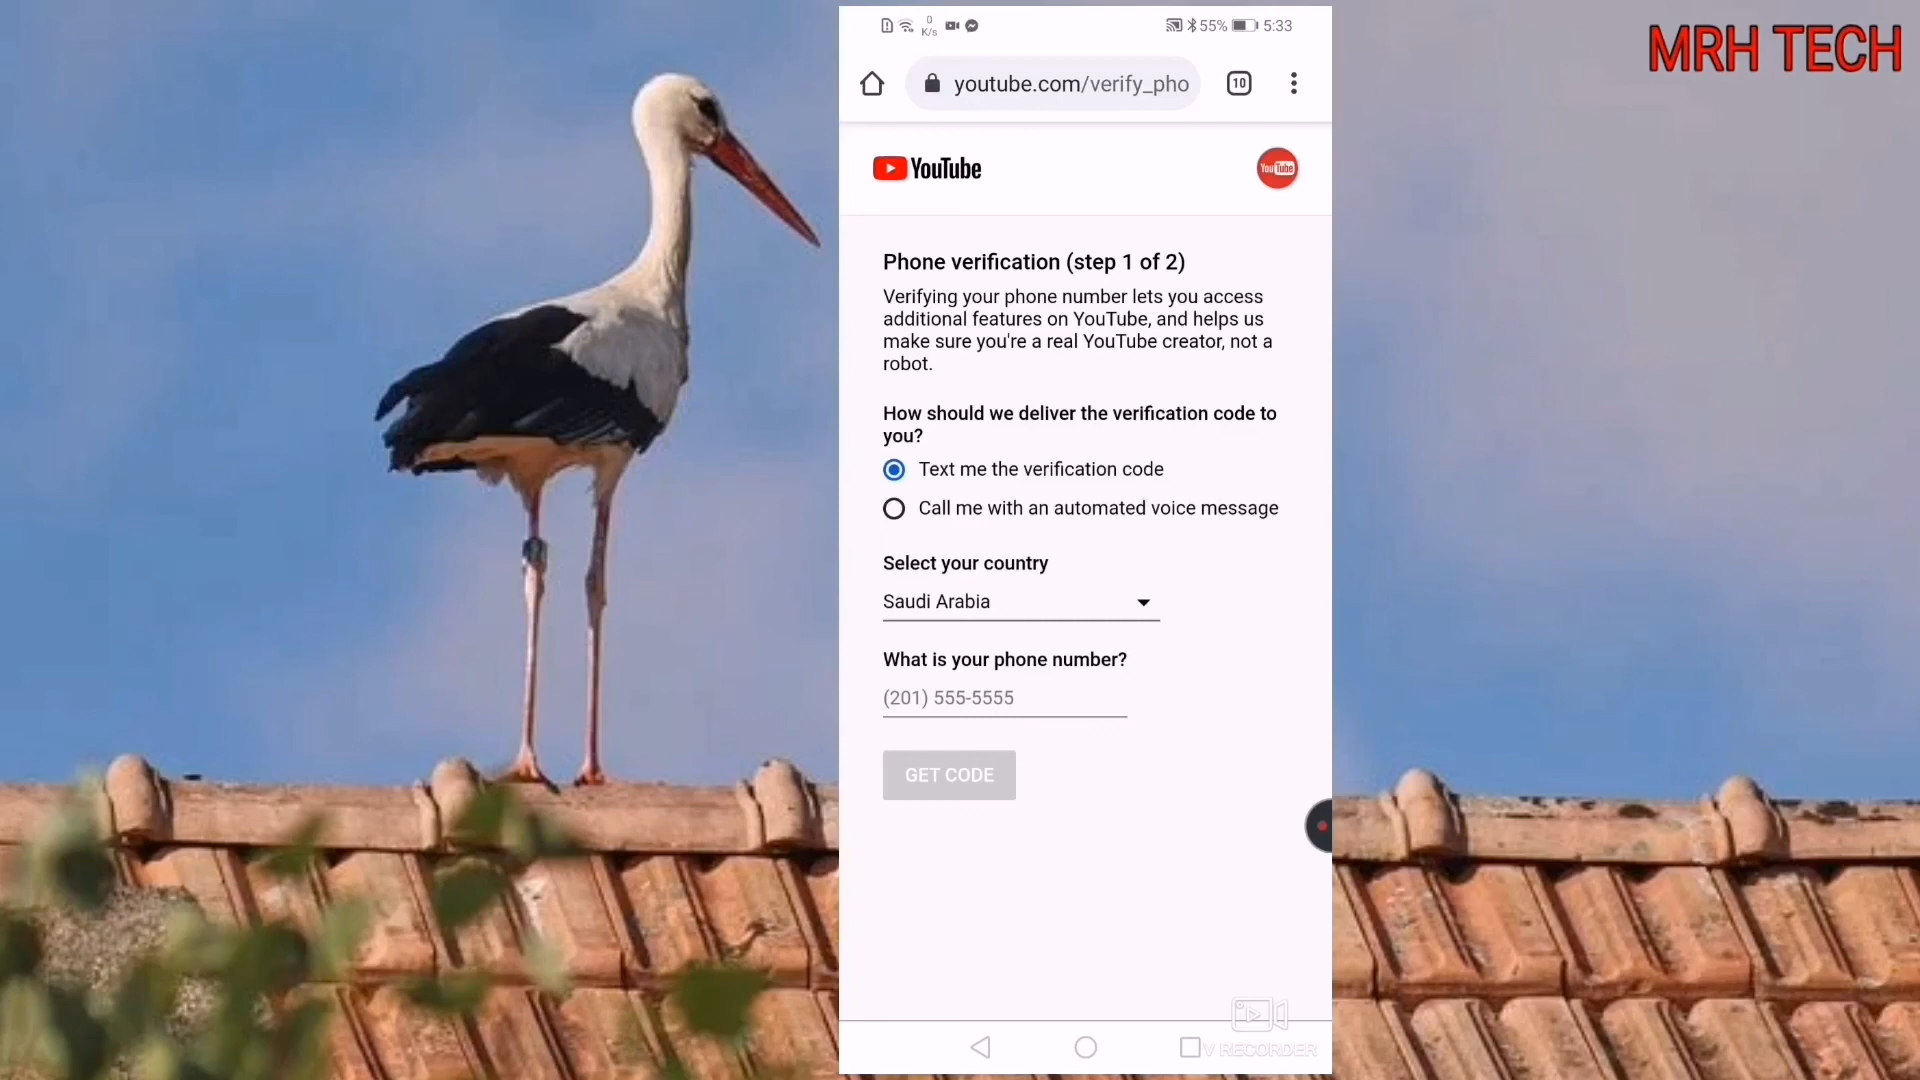 MRH TECH
0
K/s
55%
5:33
youtube.com/verify_pho
10
YouTube
YouTube
Phone verification (step 1 of 2)
Verifying your phone number lets you access
additional features on YouTube, and helps us
make sure you're a real YouTube creator, not a
robot.
How should we deliver the verification code to
you?
Text me the verification code
Call me with an automated voice message
Select your country
Saudi Arabia
What is your phone number?
(201) 555-5555
GET CODE
V RECORDER